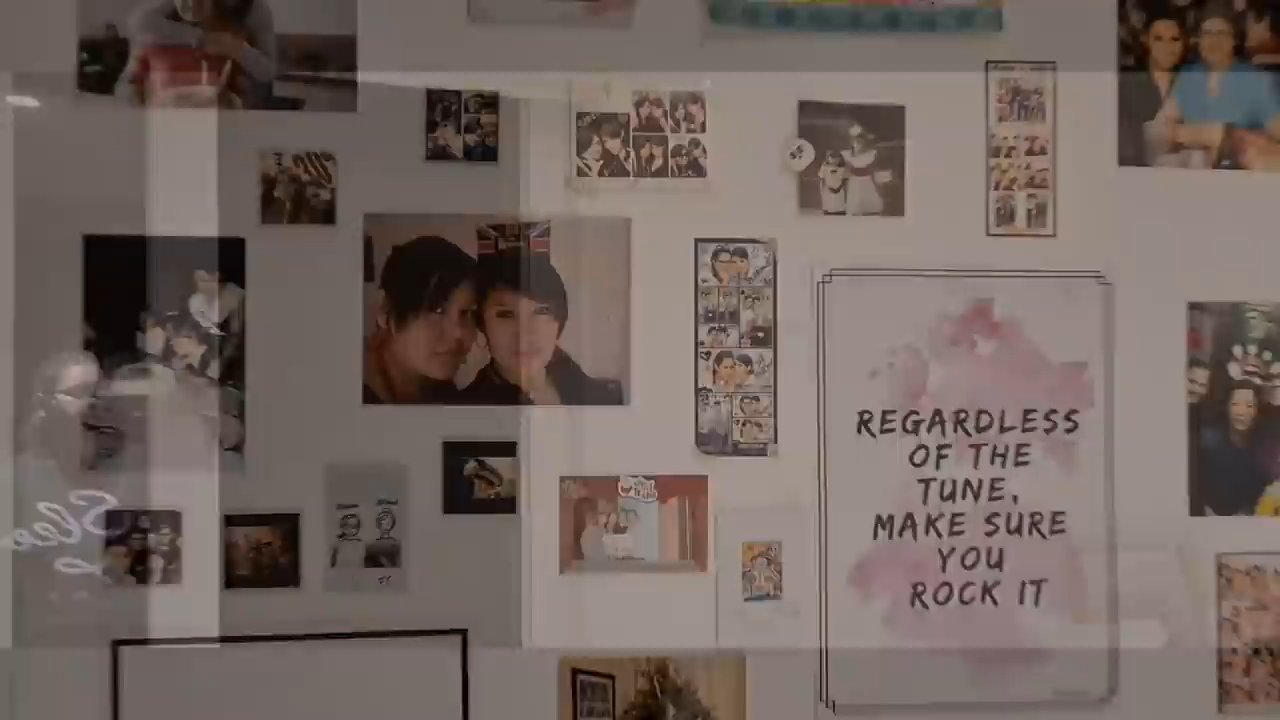 REGARDLESS
OF THE
TUNE,
MAKE SURE
YOU
ROCK IT